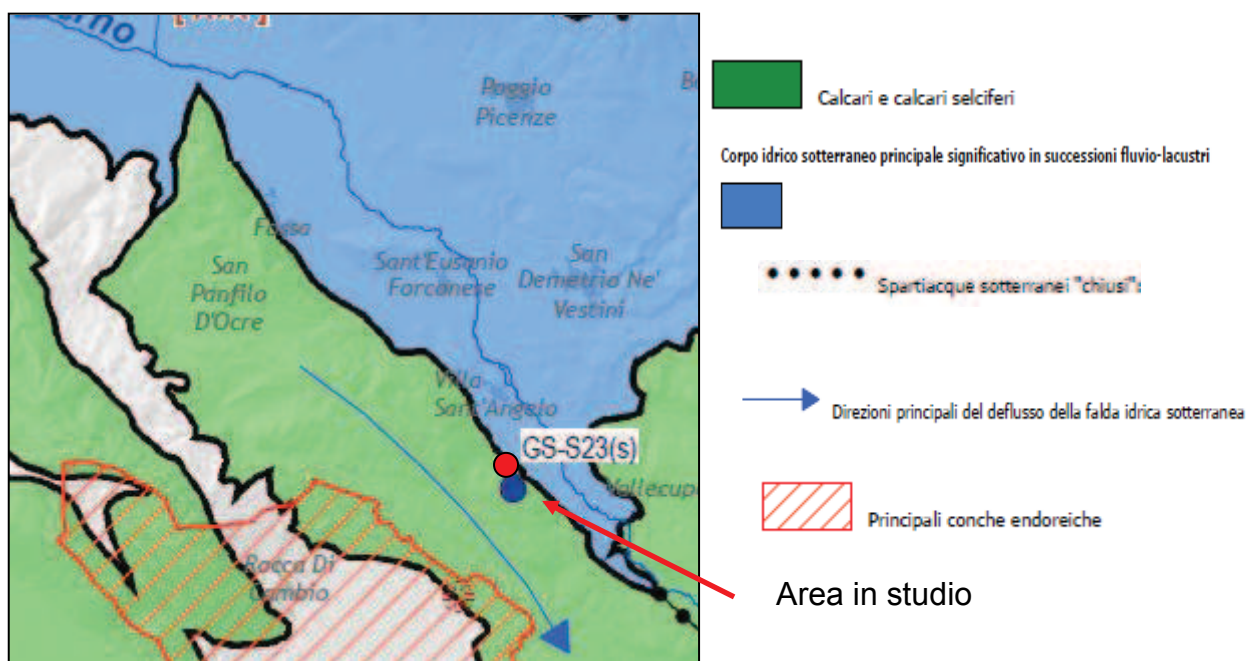 erno
Poggio
Picenze
Fossa
San
Panfilo
D'Ocre
Sant'Eusanio
Forconese
San
Demetrio Ne'
Vestini
Villa
Sant'Angelo
GS-S23(s)
Rocca Di
Cambio
Calcari e calcari selciferi
Corpo idrico sotterraneo principale significativo in successioni fluvio-lacustri
Spartiacque sotterranei "chiusi"
Direzioni principali del deflusso della falda idrica sotterranea
Principali conche endoreiche
Area in studio